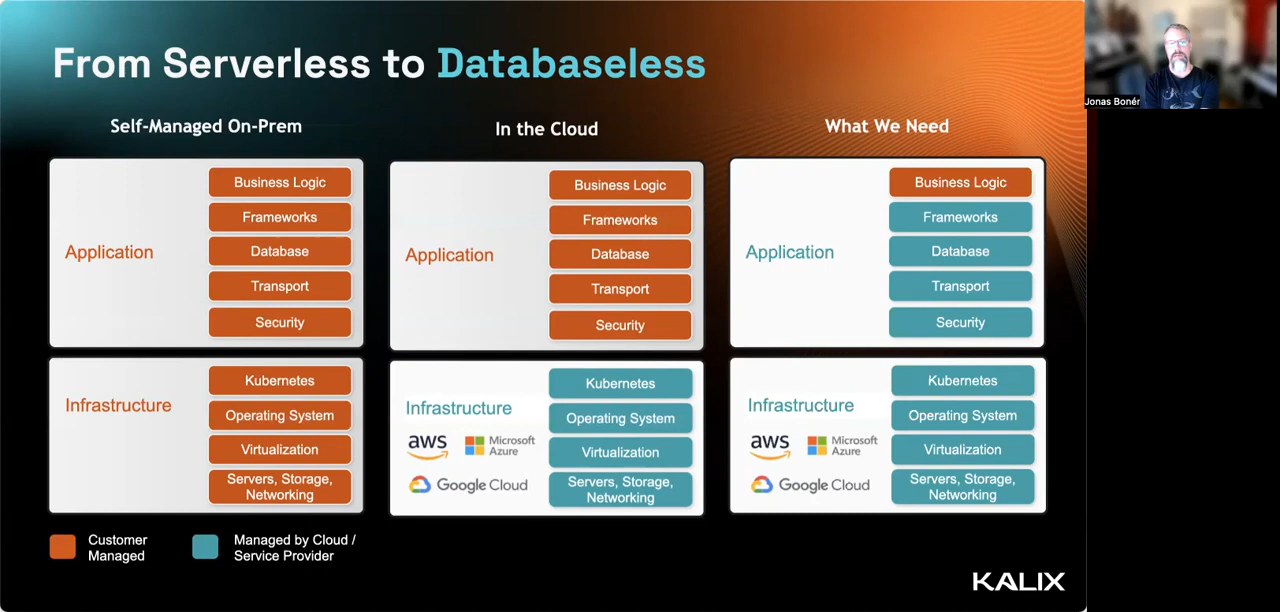 From Serverless to Databaseless
Self-Managed On-Prem
In the Cloud
What We Need
Application
Business Logic
Frameworks
Database
Transport
Security
Infrastructure
Kubernetes
Operating System
Virtualization
Servers, Storage,
Networking
Application
Business Logic
Frameworks
Database
Transport
Security
Infrastructure
aws
Microsoft
Azure
Google Cloud
Kubernetes
Operating System
Virtualization
Servers, Storage,
Networking
Application
Business Logic
Frameworks
Database
Transport
Security
Infrastructure
aws
Microsoft
Azure
Google Cloud
Kubernetes
Operating System
Virtualization
Servers, Storage,
Networking
Customer
Managed
Managed by Cloud /
Service Provider
KALIX
Jonas Bonér